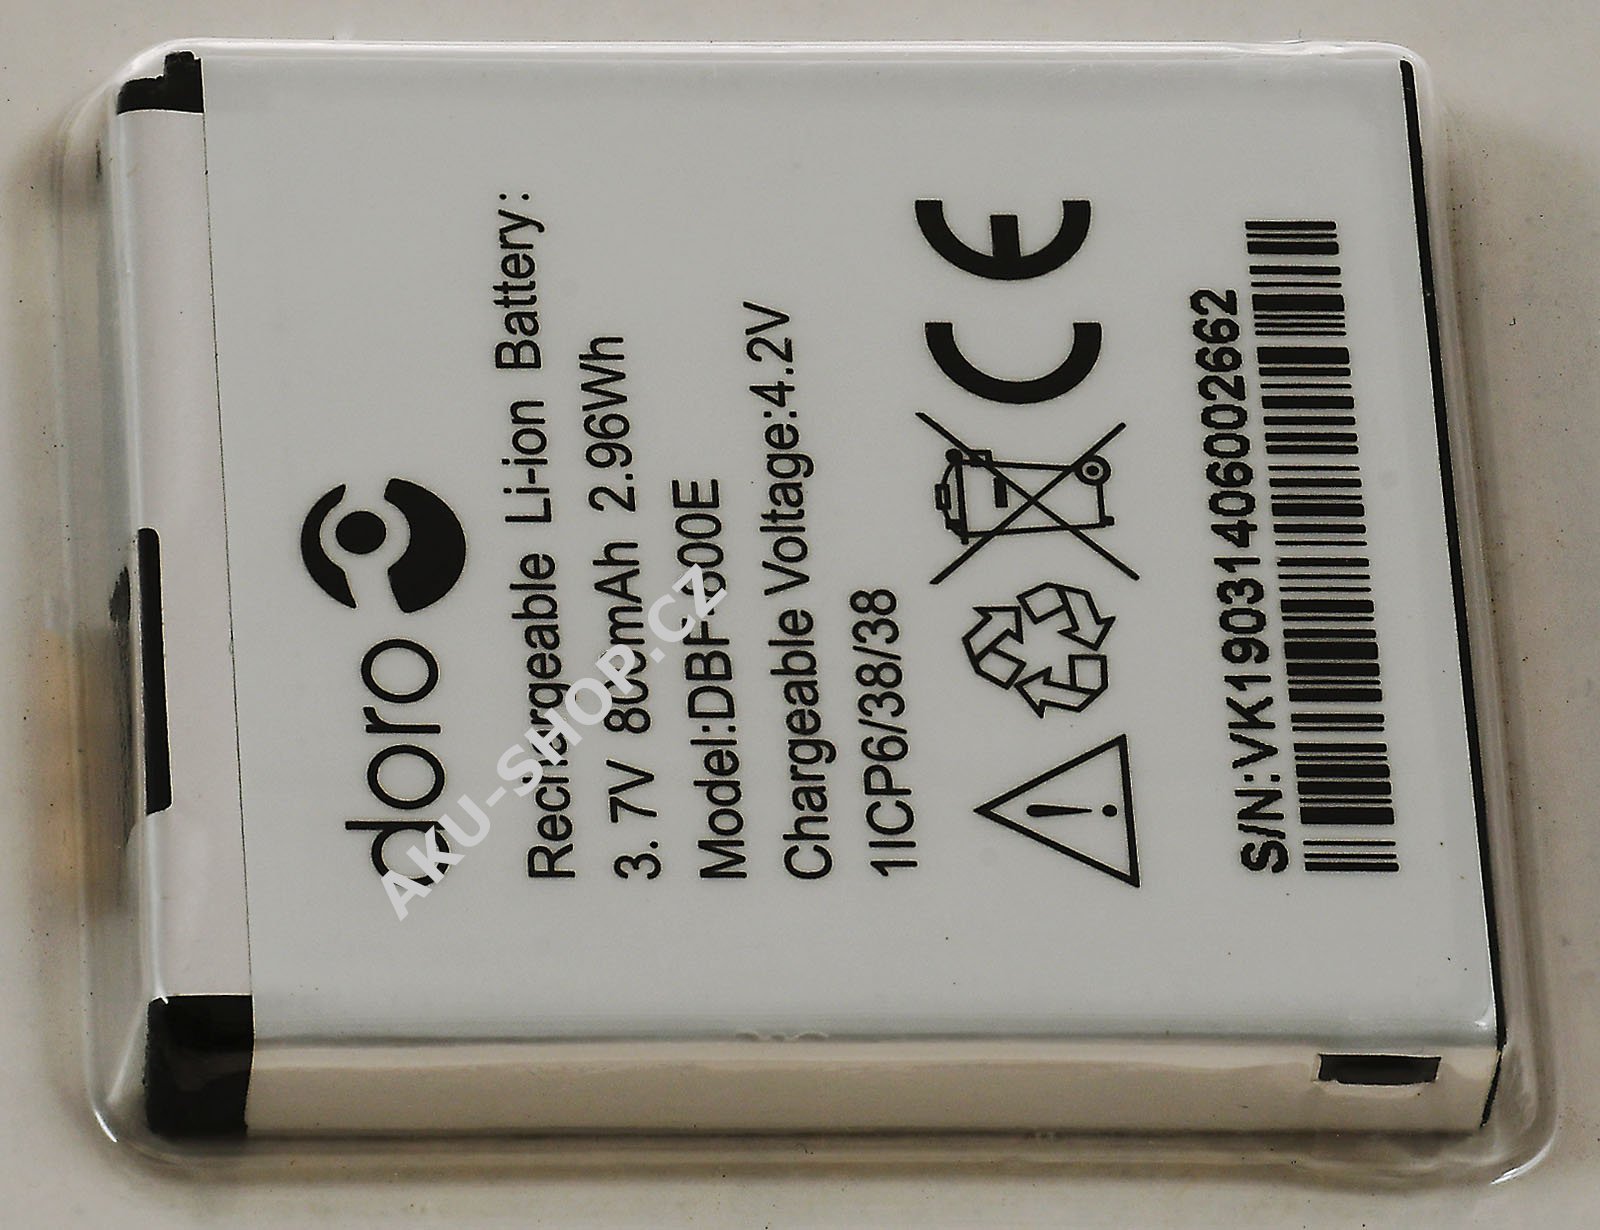 doro
Rechargeable Li-ion Battery:
3.7V 800mAh 2.96Wh
Model:DBF-800E
Chargeable Voltage:4.2V
1ICP6/38/38
CE
S/N:VK19031406002662
AKU-SHOP.CZ